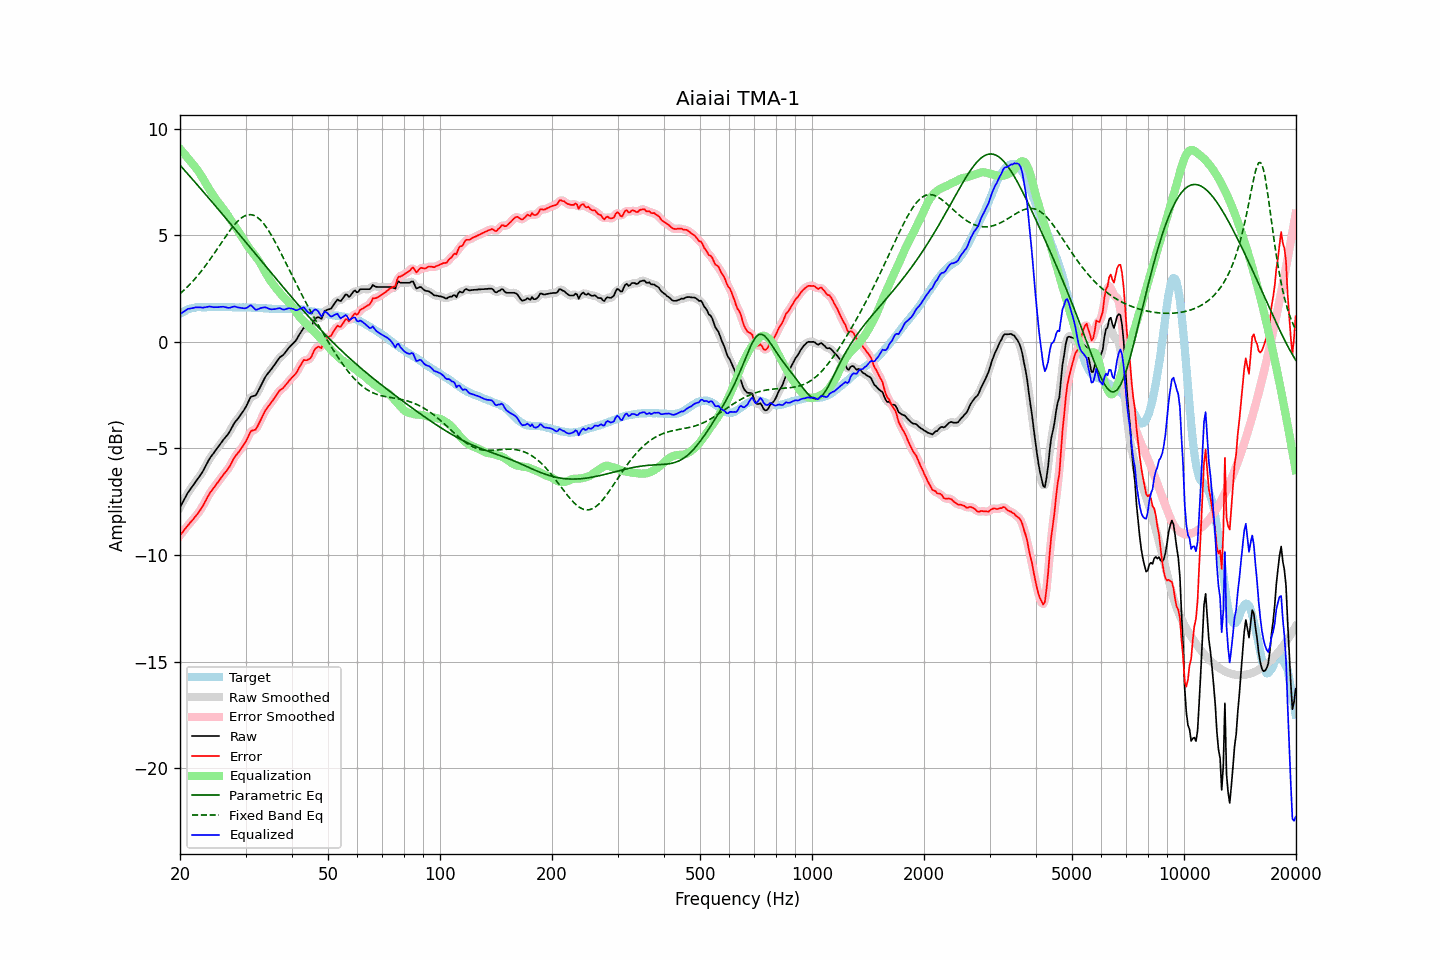 Aiaiai TMA-1
10
5
0
−5
−10
−15
−20
Amplitude (dBr)
Target
Raw Smoothed
Error Smoothed
Raw
Error
Equalization
Parametric Eq
Fixed Band Eq
Equalized
20 50 100 200 500 1000 2000 5000 10000 20000
Frequency (Hz)